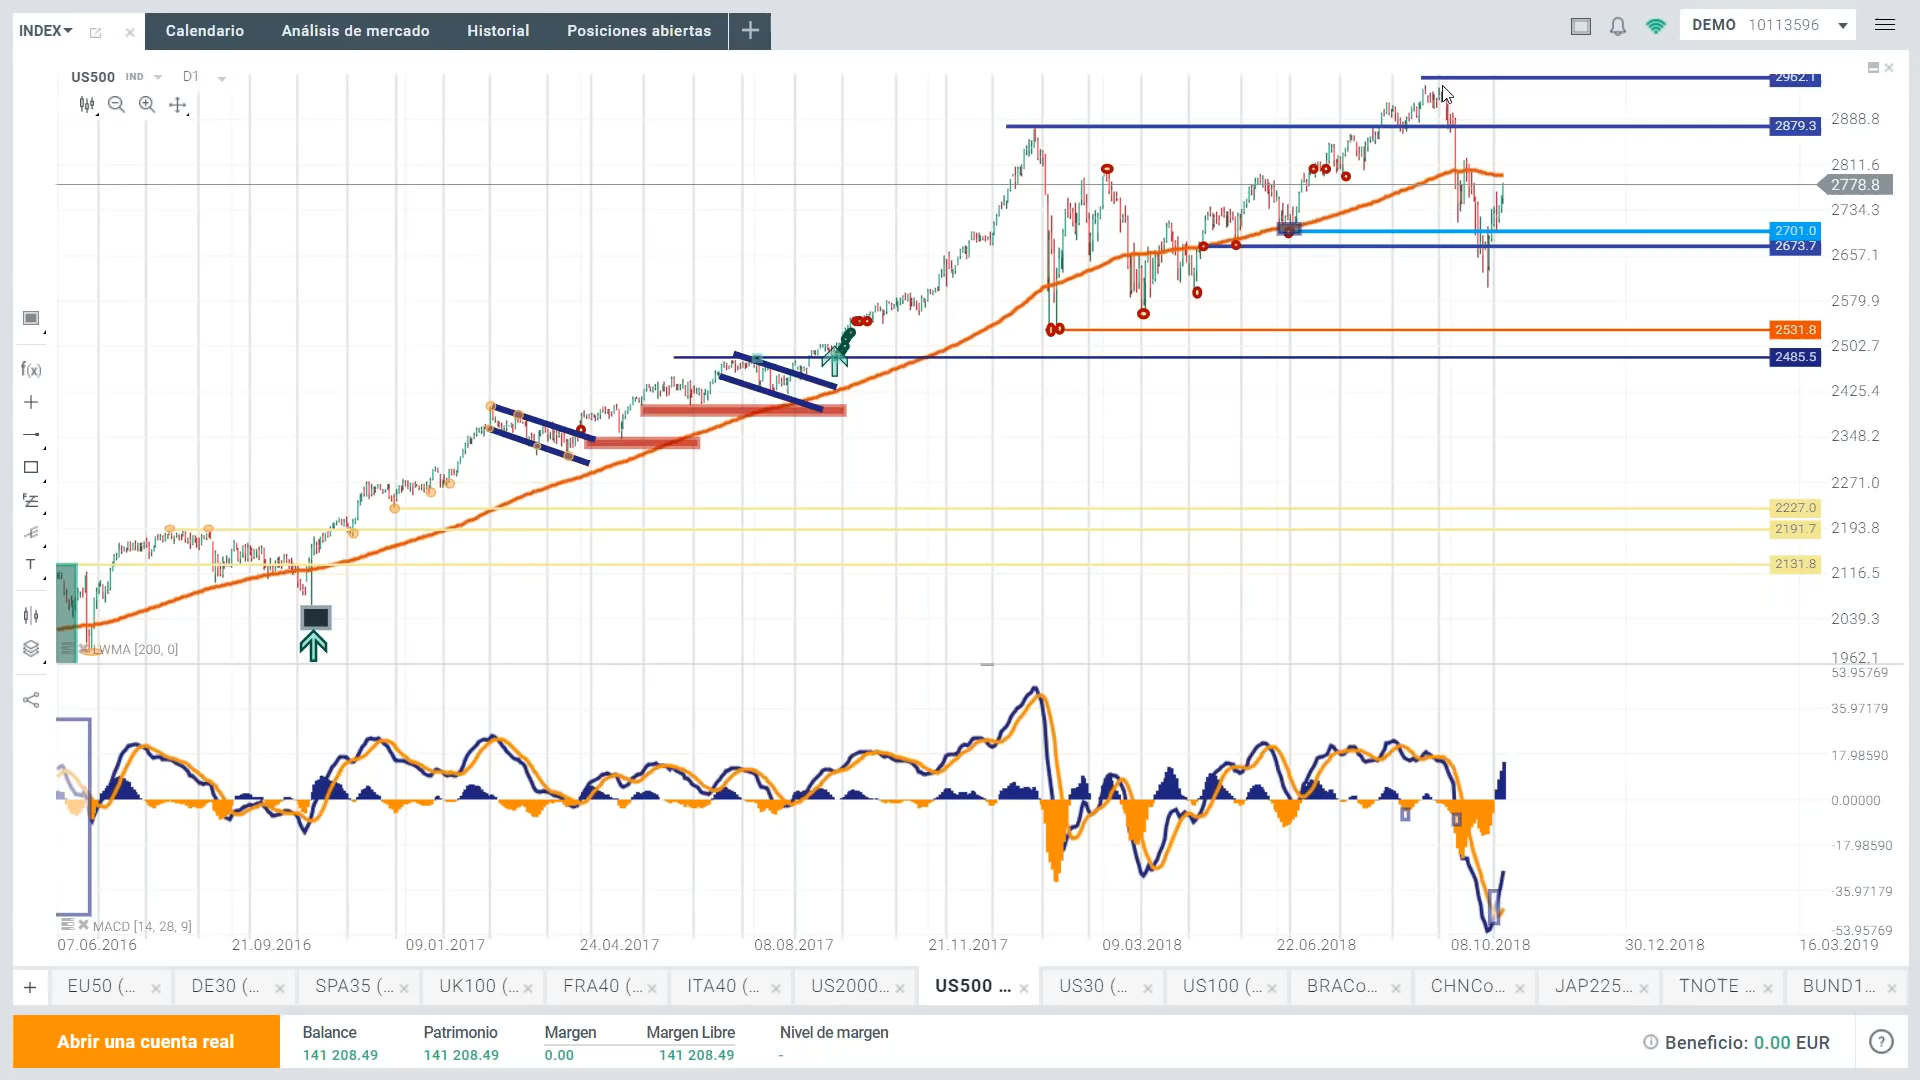 INDEX
Calendario
Análisis de mercado
Historial
Posiciones abiertas
DEMO 10113596
US500 IND D1
2962.1
2888.8
2879.3
2811.6
2778.8
2734.3
2701.0
2673.7
2657.1
2579.9
2531.8
2502.7
2485.5
2425.4
2348.2
2271.0
2227.0
2193.8
2191.7
2131.8
2116.5
2039.3
1962.1
f(x)
T
LWMA [200, 0]
53.95769
35.97179
17.98590
0.00000
-17.98590
-35.97179
-53.95769
MACD [14, 28, 9]
07.06.2016 21.09.2016 09.01.2017 24.04.2017 08.08.2017 21.11.2017 09.03.2018 22.06.2018 08.10.2018 30.12.2018 16.03.2019
EU50 (... DE30 (... SPA35 (... UK100 (... FRA40 (... ITA40 (... US2000... US500 ... US30 (... US100 (... BRACo... CHNCo... JAP225... TNOTE ... BUND1...
Abrir una cuenta real
Balance Patrimonio Margen Margen Libre Nivel de margen
141 208.49 141 208.49 0.00 141 208.49 -
Beneficio: 0.00 EUR
?